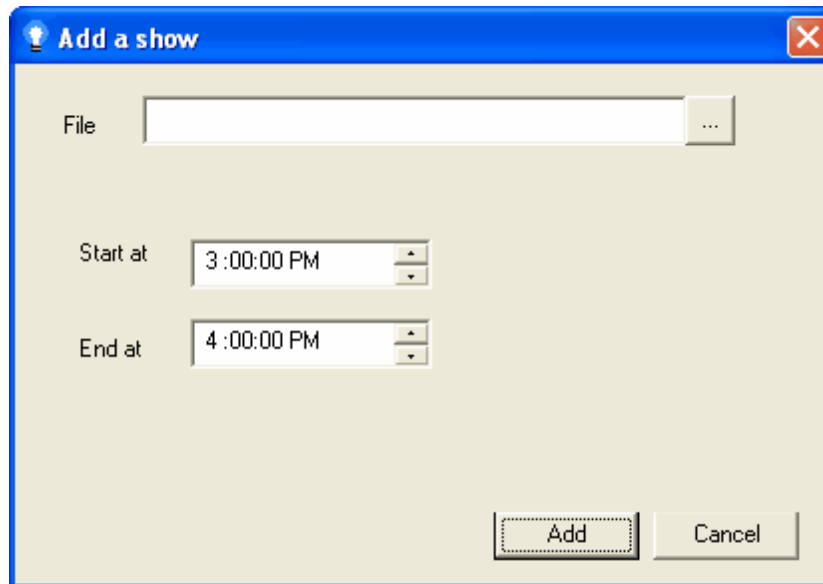 Add a show
File ...
Start at 3 :00:00 PM
End at 4 :00:00 PM
Add Cancel